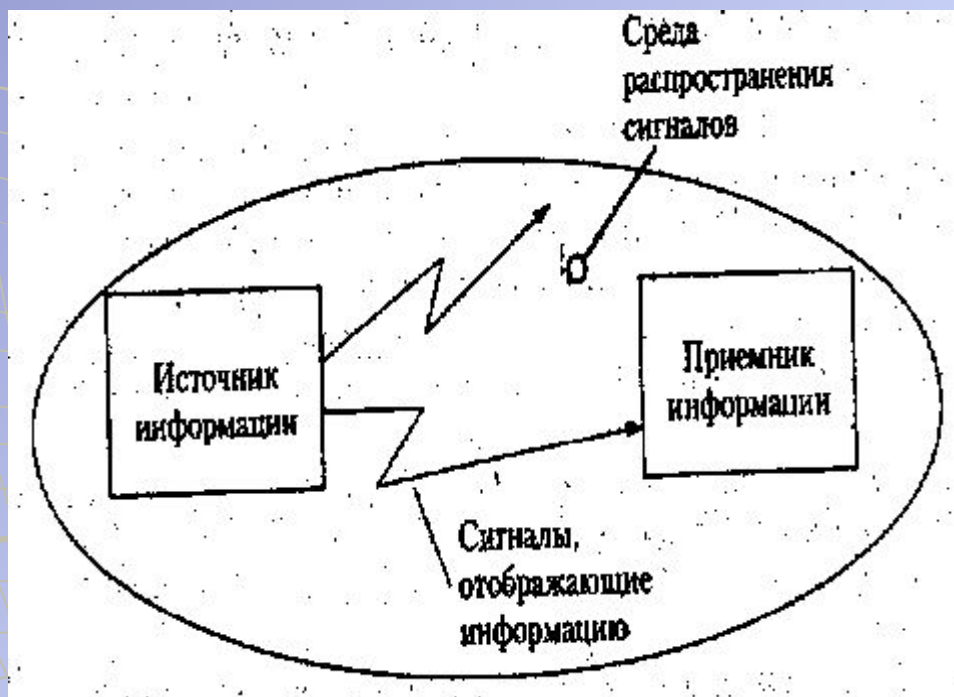 Среда
распространения
сигналов
Источник
информации
Приемник
информации
Сигналы,
отображающие
информацию